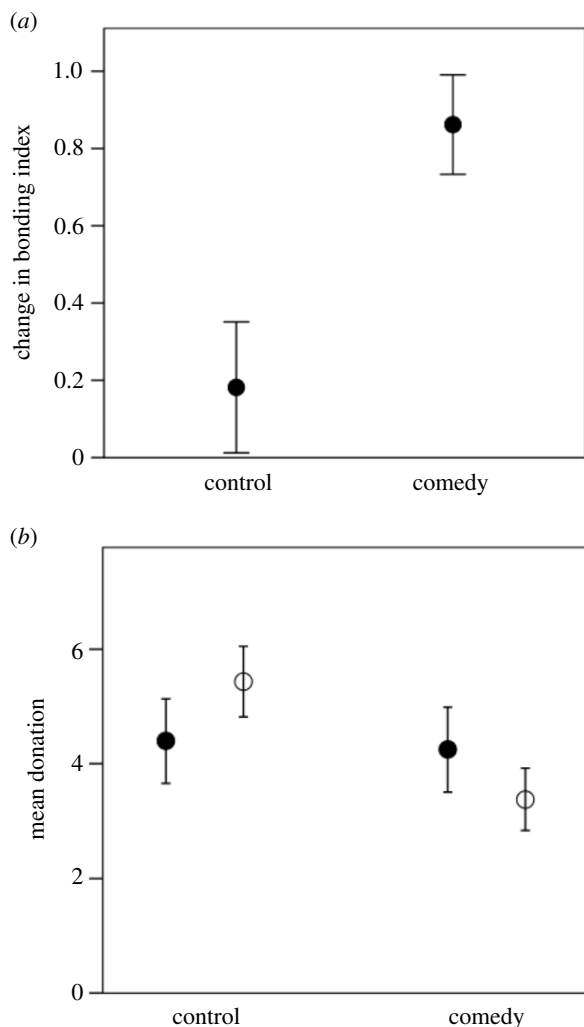 (a)
1.0
0.8
0.6
0.4
0.2
0
change in bonding index
control comedy
(b)
6
4
2
0
mean donation
control comedy